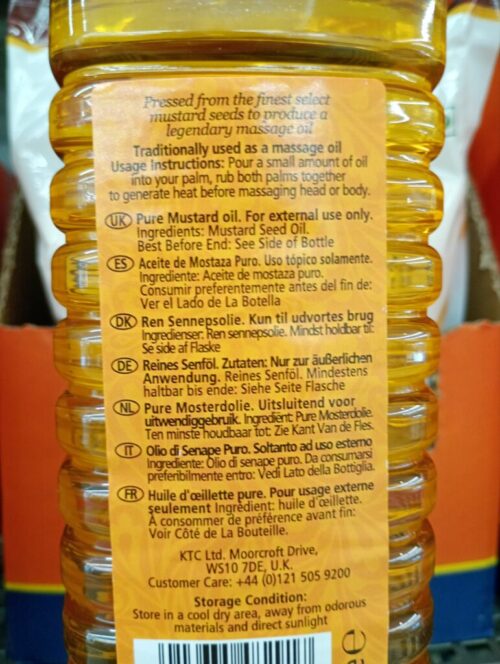 Pressed from the finest select
mustard seeds to produce a
legendary massage oil
Traditionally used as a massage oil
Usage Instructions: Pour a small amount of oil
into your palm, rub both palms together
to generate heat before massaging head or body.
UK Pure Mustard oil. For external use only.
Ingredients: Mustard Seed Oil.
Best Before End: See Side of Bottle
ES Aceite de Mostaza Puro. Uso tópico solamente.
Ingrediente: Aceite de mostaza puro.
Consumir preferentemente antes del fin de:
Ver el Lado de La Botella
DK Ren Sennepsolie. Kun til udvortes brug
Ingredienser: Ren sennepsolie. Mindst holdbar til:
Se side af Flaske
DE Reines Senföl. Zutaten: Nur zur äußerlichen
Anwendung. Reines Senföl. Mindestens
haltbar bis ende: Siehe Seite Flasche
NL Pure Mosterdolie. Uitsluitend voor
uitwendiggebruik. Ingredient: Pure Mosterdolie.
Ten minste houdbaar tot: Zie Kant Van de Fles.
IT Olio di Senape Puro. Soltanto ad uso esterno
Ingrediente: Olio di senape puro. Da consumarsi
preferibilmente entro: Vedi Lato della Bottiglia.
FR Huile d'œillette pure. Pour usage externe
şeulement Ingrédient: huile d'œillette.
À consommer de préférence avant fin:
Voir Côté de La Bouteille.
KTC Ltd. Moorcroft Drive,
WS10 7DE, U.K.
Customer Care: +44 (0)121 505 9200
Storage Condition:
Store in a cool dry area, away from odorous
materials and direct sunlight